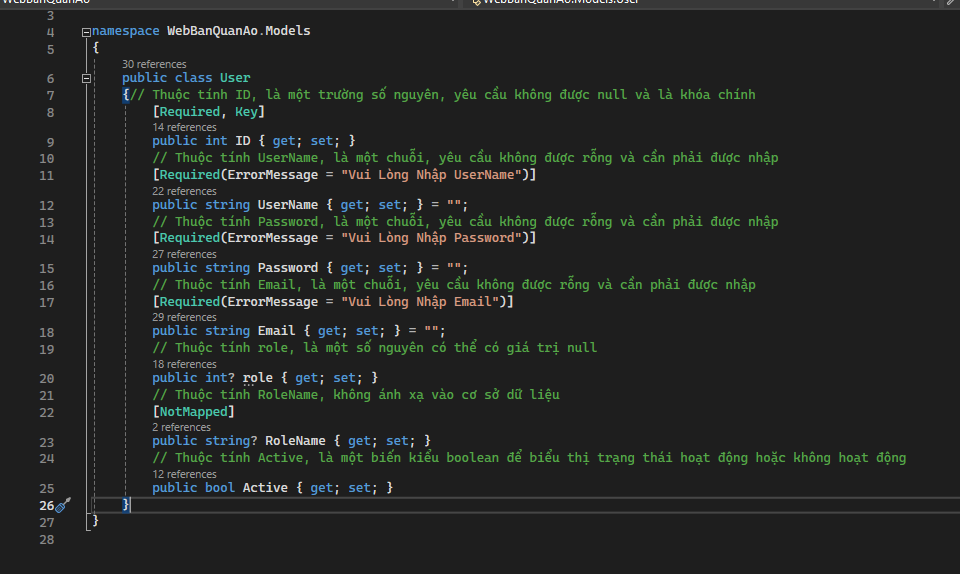 WebBanQuanAo
WebBanQuanAo.Models.User
3
4 namespace WebBanQuanAo.Models
5 {
30 references
6 public class User
7 {// Thuộc tính ID, là một trường số nguyên, yêu cầu không được null và là khóa chính
8 [Required, Key]
14 references
9 public int ID { get; set; }
10 // Thuộc tính UserName, là một chuỗi, yêu cầu không được rỗng và cần phải được nhập
11 [Required(ErrorMessage = "Vui Lòng Nhập UserName")]
22 references
12 public string UserName { get; set; } = "";
13 // Thuộc tính Password, là một chuỗi, yêu cầu không được rỗng và cần phải được nhập
14 [Required(ErrorMessage = "Vui Lòng Nhập Password")]
27 references
15 public string Password { get; set; } = "";
16 // Thuộc tính Email, là một chuỗi, yêu cầu không được rỗng và cần phải được nhập
17 [Required(ErrorMessage = "Vui Lòng Nhập Email")]
29 references
18 public string Email { get; set; } = "";
19 // Thuộc tính role, là một số nguyên có thể có giá trị null
18 references
20 public int? role { get; set; }
21 // Thuộc tính RoleName, không ánh xạ vào cơ sở dữ liệu
22 [NotMapped]
2 references
23 public string? RoleName { get; set; }
24 // Thuộc tính Active, là một biến kiểu boolean để biểu thị trạng thái hoạt động hoặc không hoạt động
12 references
25 public bool Active { get; set; }
26 }
27 }
28